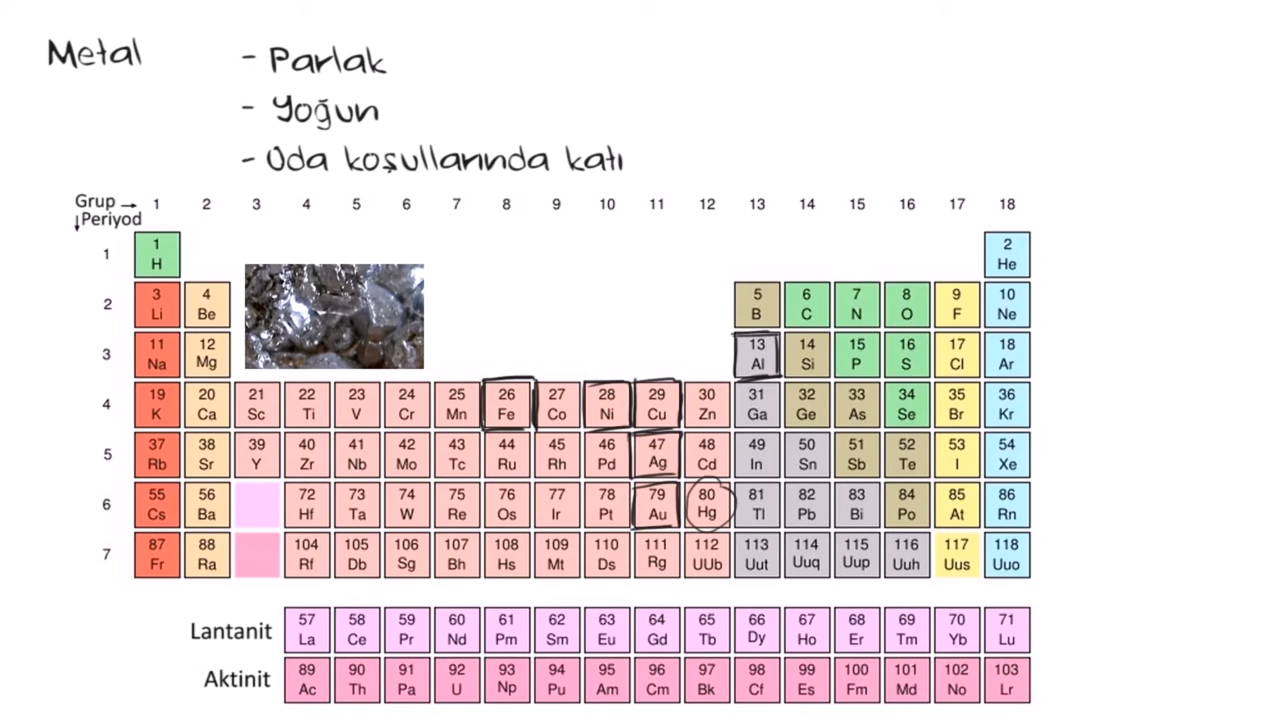 Metal - Parlak
- Yoğun
- Oda koşullarında katı
Grup → 1 2 3 4 5 6 7 8 9 10 11 12 13 14 15 16 17 18
↓Periyod
1 1 2
H He
2 3 4 5 6 7 8 9 10
Li Be B C N O F Ne
3 11 12 13 14 15 16 17 18
Na Mg Al Si P S Cl Ar
4 19 20 21 22 23 24 25 26 27 28 29 30 31 32 33 34 35 36
K Ca Sc Ti V Cr Mn Fe Co Ni Cu Zn Ga Ge As Se Br Kr
5 37 38 39 40 41 42 43 44 45 46 47 48 49 50 51 52 53 54
Rb Sr Y Zr Nb Mo Tc Ru Rh Pd Ag Cd In Sn Sb Te I Xe
6 55 56 72 73 74 75 76 77 78 79 80 81 82 83 84 85 86
Cs Ba Hf Ta W Re Os Ir Pt Au Hg Tl Pb Bi Po At Rn
7 87 88 104 105 106 107 108 109 110 111 112 113 114 115 116 117 118
Fr Ra Rf Db Sg Bh Hs Mt Ds Rg UUb Uut Uuq Uup Uuh Uus Uuo
Lantanit 57 58 59 60 61 62 63 64 65 66 67 68 69 70 71
La Ce Pr Nd Pm Sm Eu Gd Tb Dy Ho Er Tm Yb Lu
Aktinit 89 90 91 92 93 94 95 96 97 98 99 100 101 102 103
Ac Th Pa U Np Pu Am Cm Bk Cf Es Fm Md No Lr